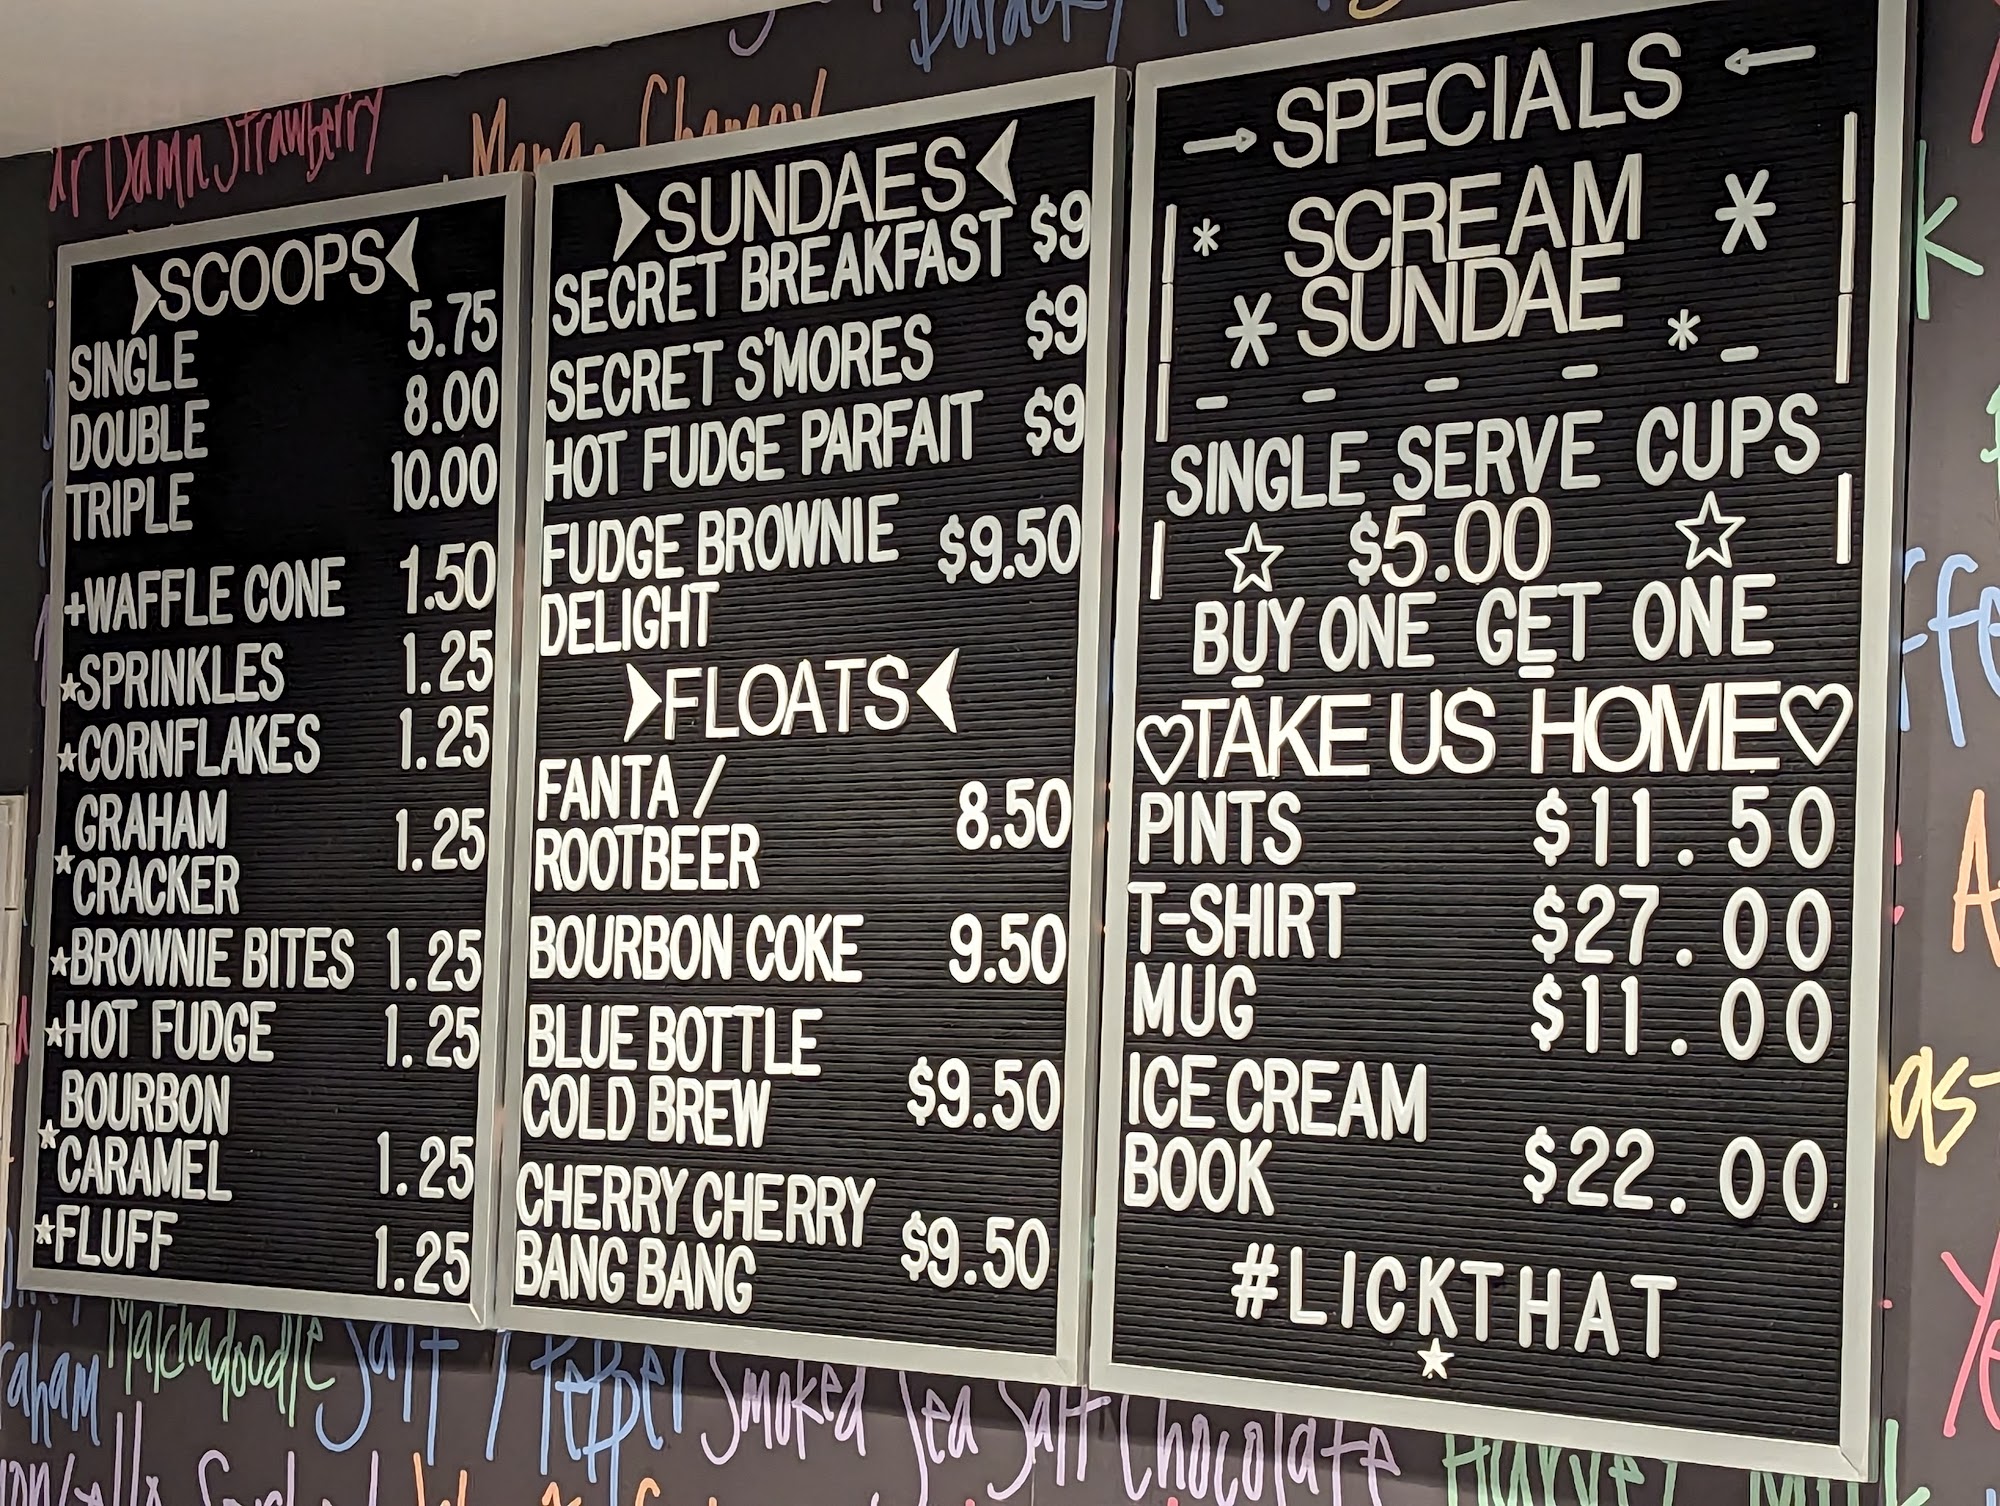 Damn Strawberry
>SCOOPS<
SINGLE 5.75
DOUBLE 8.00
TRIPLE 10.00
+WAFFLE CONE 1.50
★SPRINKLES 1.25
★CORNFLAKES 1.25
GRAHAM
★CRACKER 1.25
★BROWNIE BITES 1.25
★HOT FUDGE 1.25
BOURBON
★CARAMEL 1.25
★FLUFF 1.25
>SUNDAES<
SECRET BREAKFAST $9
SECRET S'MORES $9
HOT FUDGE PARFAIT $9
FUDGE BROWNIE $9.50
DELIGHT
>FLOATS<
FANTA /
ROOTBEER 8.50
BOURBON COKE 9.50
BLUE BOTTLE
COLD BREW $9.50
CHERRY CHERRY
BANG BANG $9.50
→SPECIALS←
* SCREAM *
* SUNDAE *
SINGLE SERVE CUPS
☆ $5.00 ☆
BUY ONE GET ONE
♡TAKE US HOME♡
PINTS $11.50
T-SHIRT $27.00
MUG $11.00
ICE CREAM
BOOK $22.00
#LICKTHAT
★
Matchadoodle Salt / Pepper Smoked Sea Salt Chocolate